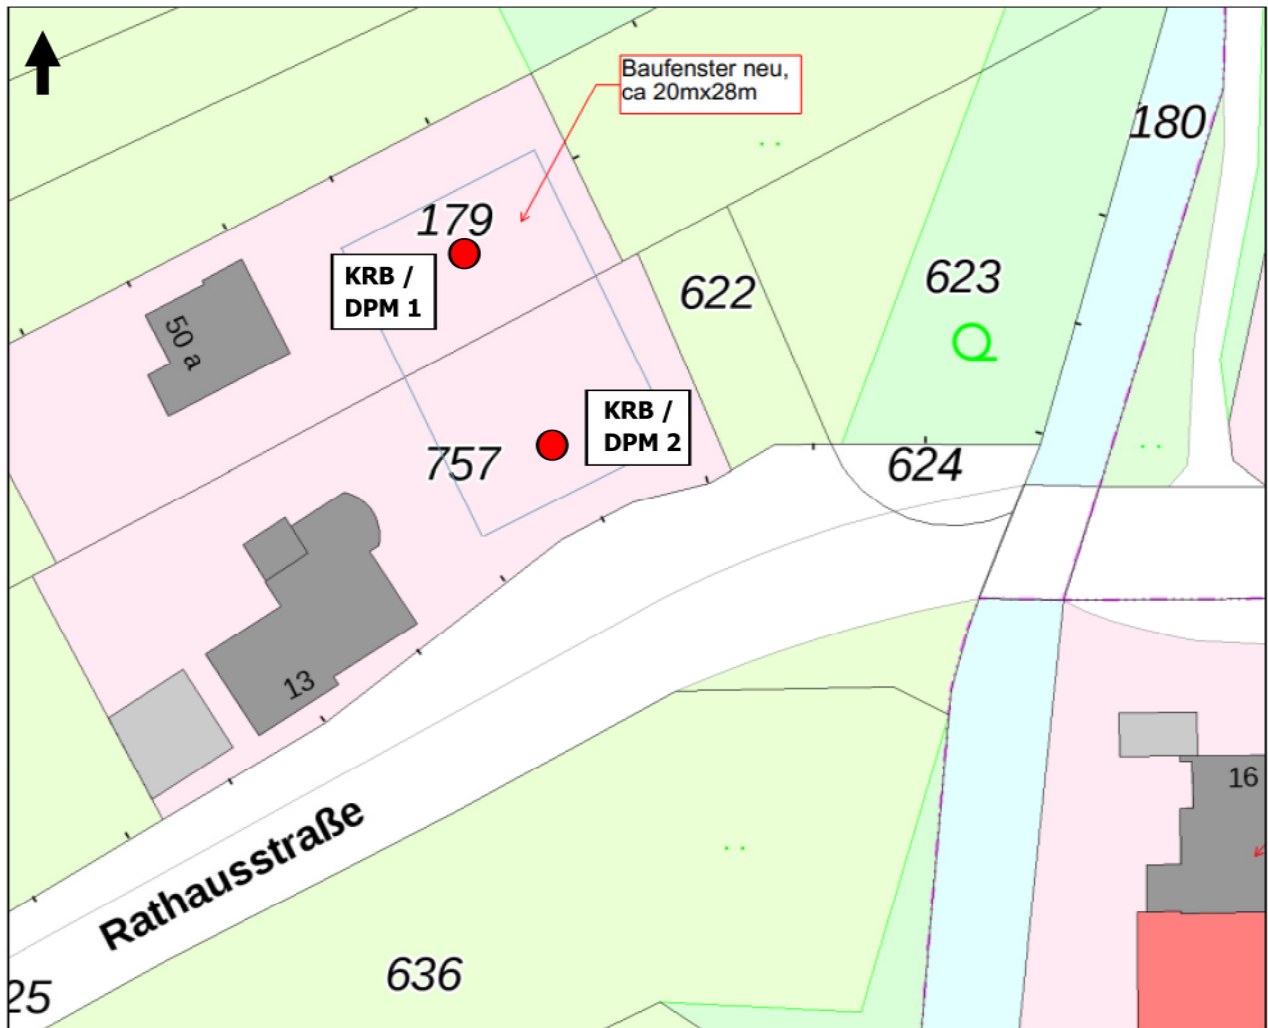 Baufenster neu,
ca 20mx28m
180
179
KRB /
DPM 1
622
623
50 a
KRB /
DPM 2
757
624
13
16
Rathausstraße
636
25